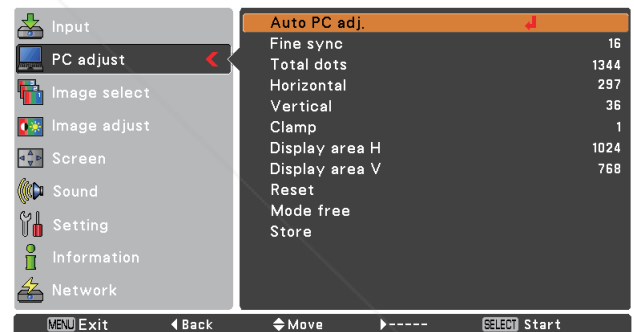 Input
PC adjust
Image select
Image adjust
Screen
Sound
Setting
Information
Network
Auto PC adj.
Fine sync 16
Total dots 1344
Horizontal 297
Vertical 36
Clamp 1
Display area H 1024
Display area V 768
Reset
Mode free
Store
MENU Exit Back Move ----- SELECT Start